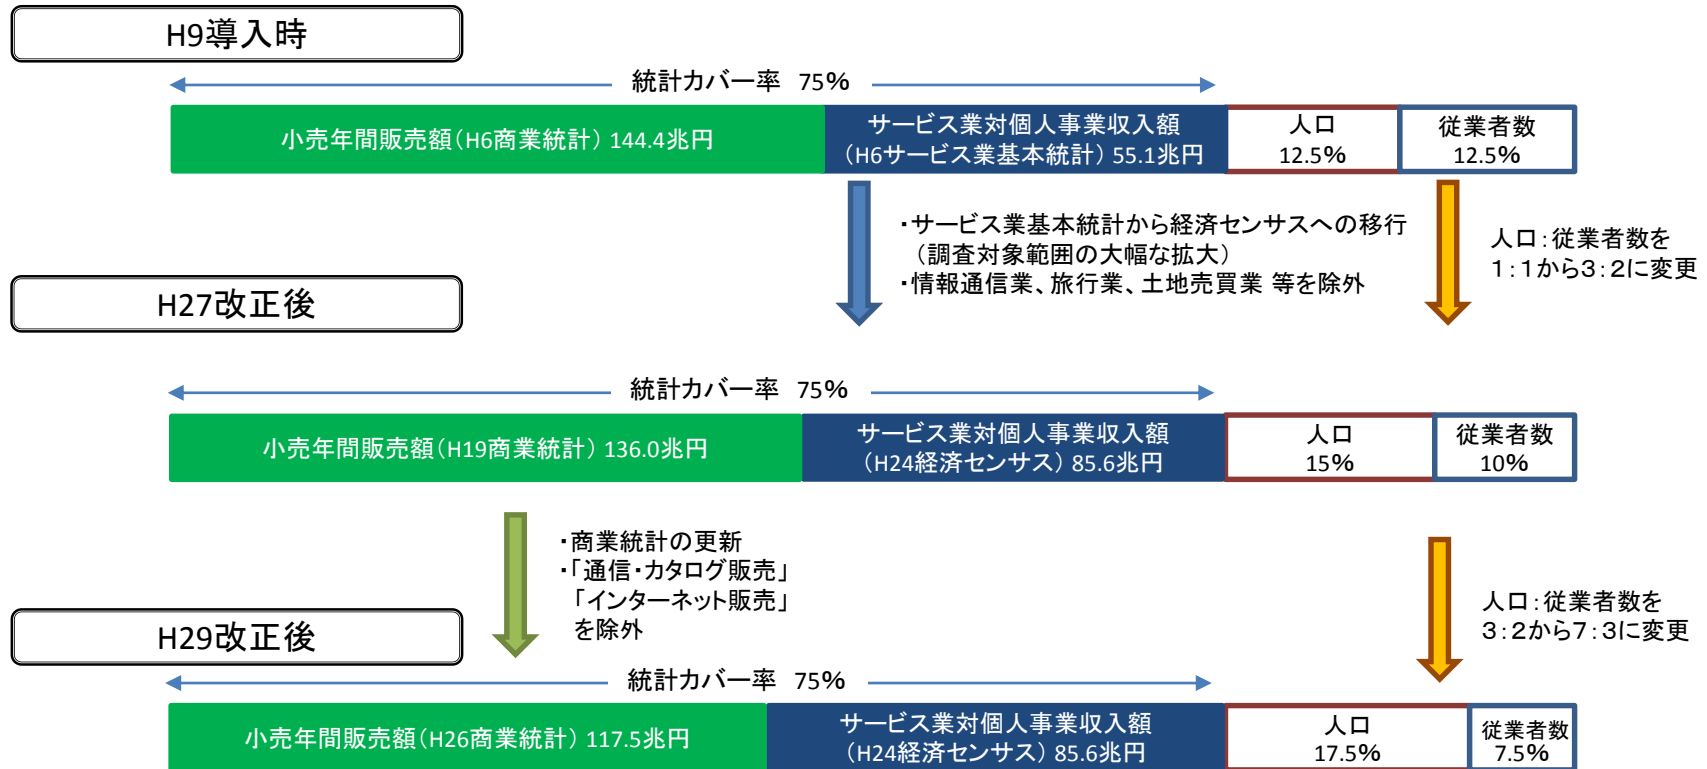 H9導入時
統計カバー率 75%
小売年間販売額(H6商業統計) 144.4兆円
サービス業対個人事業収入額
(H6サービス業基本統計) 55.1兆円
人口
12.5%
従業者数
12.5%
・サービス業基本統計から経済センサスへの移行
(調査対象範囲の大幅な拡大)
・情報通信業、旅行業、土地売買業 等を除外
人口:従業者数を
1:1から3:2に変更
H27改正後
統計カバー率 75%
小売年間販売額(H19商業統計) 136.0兆円
サービス業対個人事業収入額
(H24経済センサス) 85.6兆円
人口
15%
従業者数
10%
・商業統計の更新
・「通信・カタログ販売」
「インターネット販売」
を除外
人口:従業者数を
3:2から7:3に変更
H29改正後
統計カバー率 75%
小売年間販売額(H26商業統計) 117.5兆円
サービス業対個人事業収入額
(H24経済センサス) 85.6兆円
人口
17.5%
従業者数
7.5%